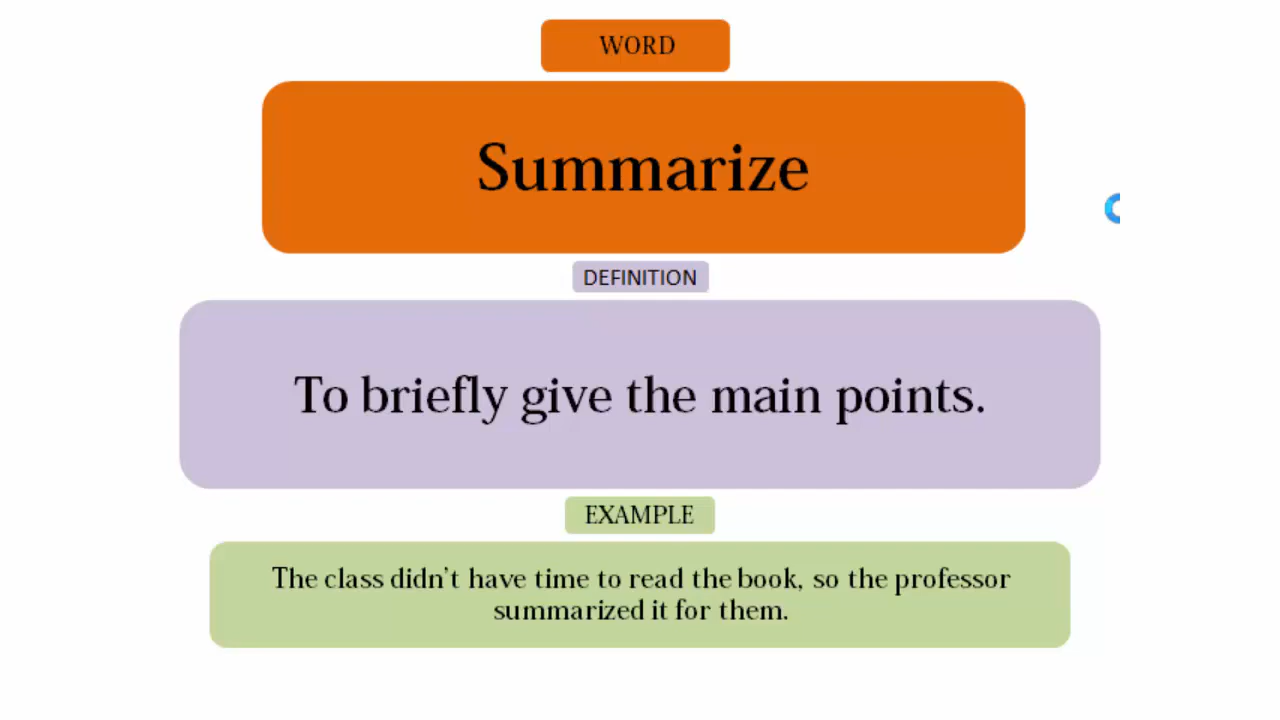 WORD
Summarize
DEFINITION
To briefly give the main points.
EXAMPLE
The class didn’t have time to read the book, so the professor
summarized it for them.